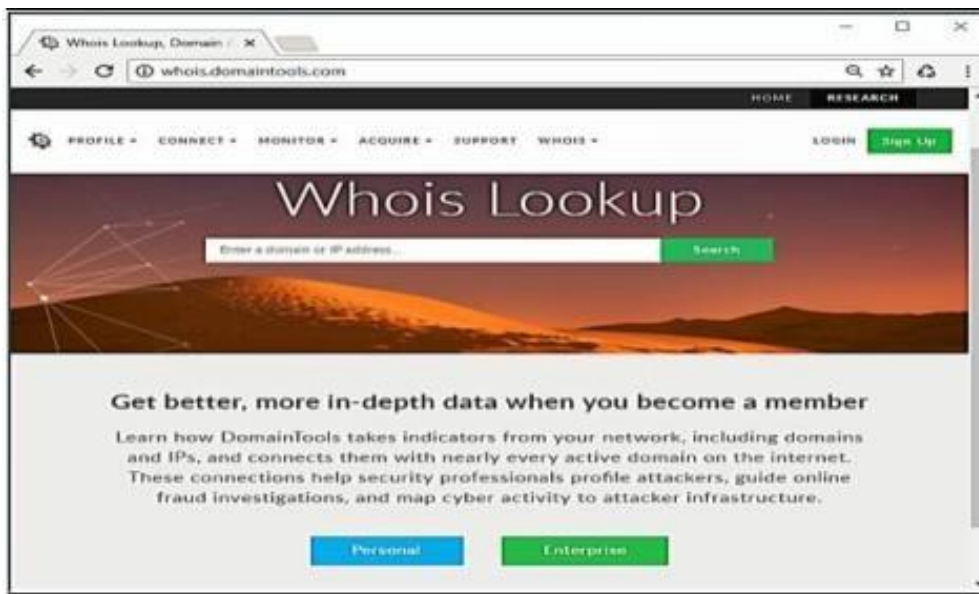 Whois Lookup, Domain /
whois.domaintools.com
HOME RESEARCH
PROFILE CONNECT MONITOR ACQUIRE SUPPORT WHOIS LOGIN Sign Up
Whois Lookup
Enter a domain or IP address... Search
Get better, more in-depth data when you become a member
Learn how DomainTools takes indicators from your network, including domains
and IPs, and connects them with nearly every active domain on the internet.
These connections help security professionals profile attackers, guide online
fraud investigations, and map cyber activity to attacker infrastructure.
Personal Enterprise